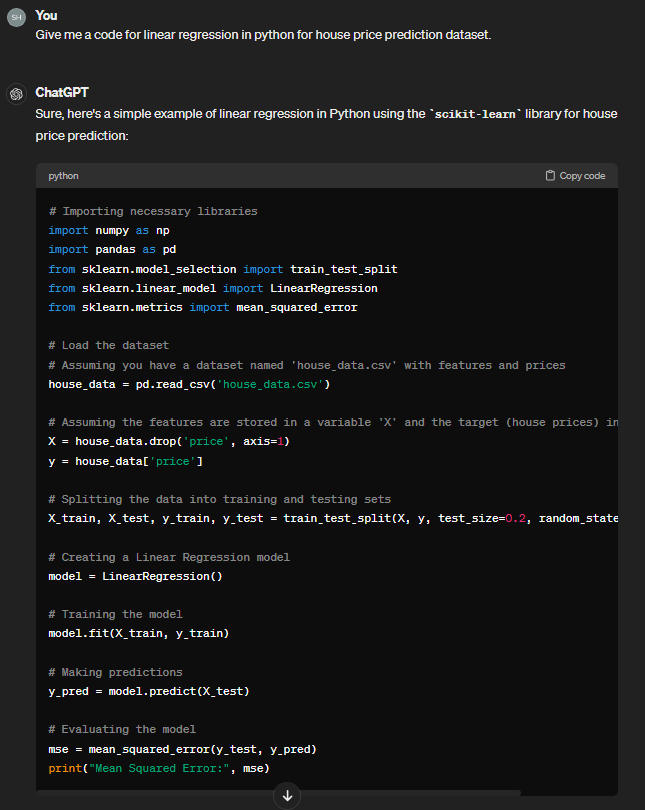 SH
You
Give me a code for linear regression in python for house price prediction dataset.
ChatGPT
Sure, here's a simple example of linear regression in Python using the `scikit-learn` library for house
price prediction:
python
Copy code
# Importing necessary libraries
import numpy as np
import pandas as pd
from sklearn.model_selection import train_test_split
from sklearn.linear_model import LinearRegression
from sklearn.metrics import mean_squared_error
# Load the dataset
# Assuming you have a dataset named 'house_data.csv' with features and prices
house_data = pd.read_csv('house_data.csv')
# Assuming the features are stored in a variable 'X' and the target (house prices) in
X = house_data.drop('price', axis=1)
y = house_data['price']
# Splitting the data into training and testing sets
X_train, X_test, y_train, y_test = train_test_split(X, y, test_size=0.2, random_state
# Creating a Linear Regression model
model = LinearRegression()
# Training the model
model.fit(X_train, y_train)
# Making predictions
y_pred = model.predict(X_test)
# Evaluating the model
mse = mean_squared_error(y_test, y_pred)
print("Mean Squared Error:", mse)